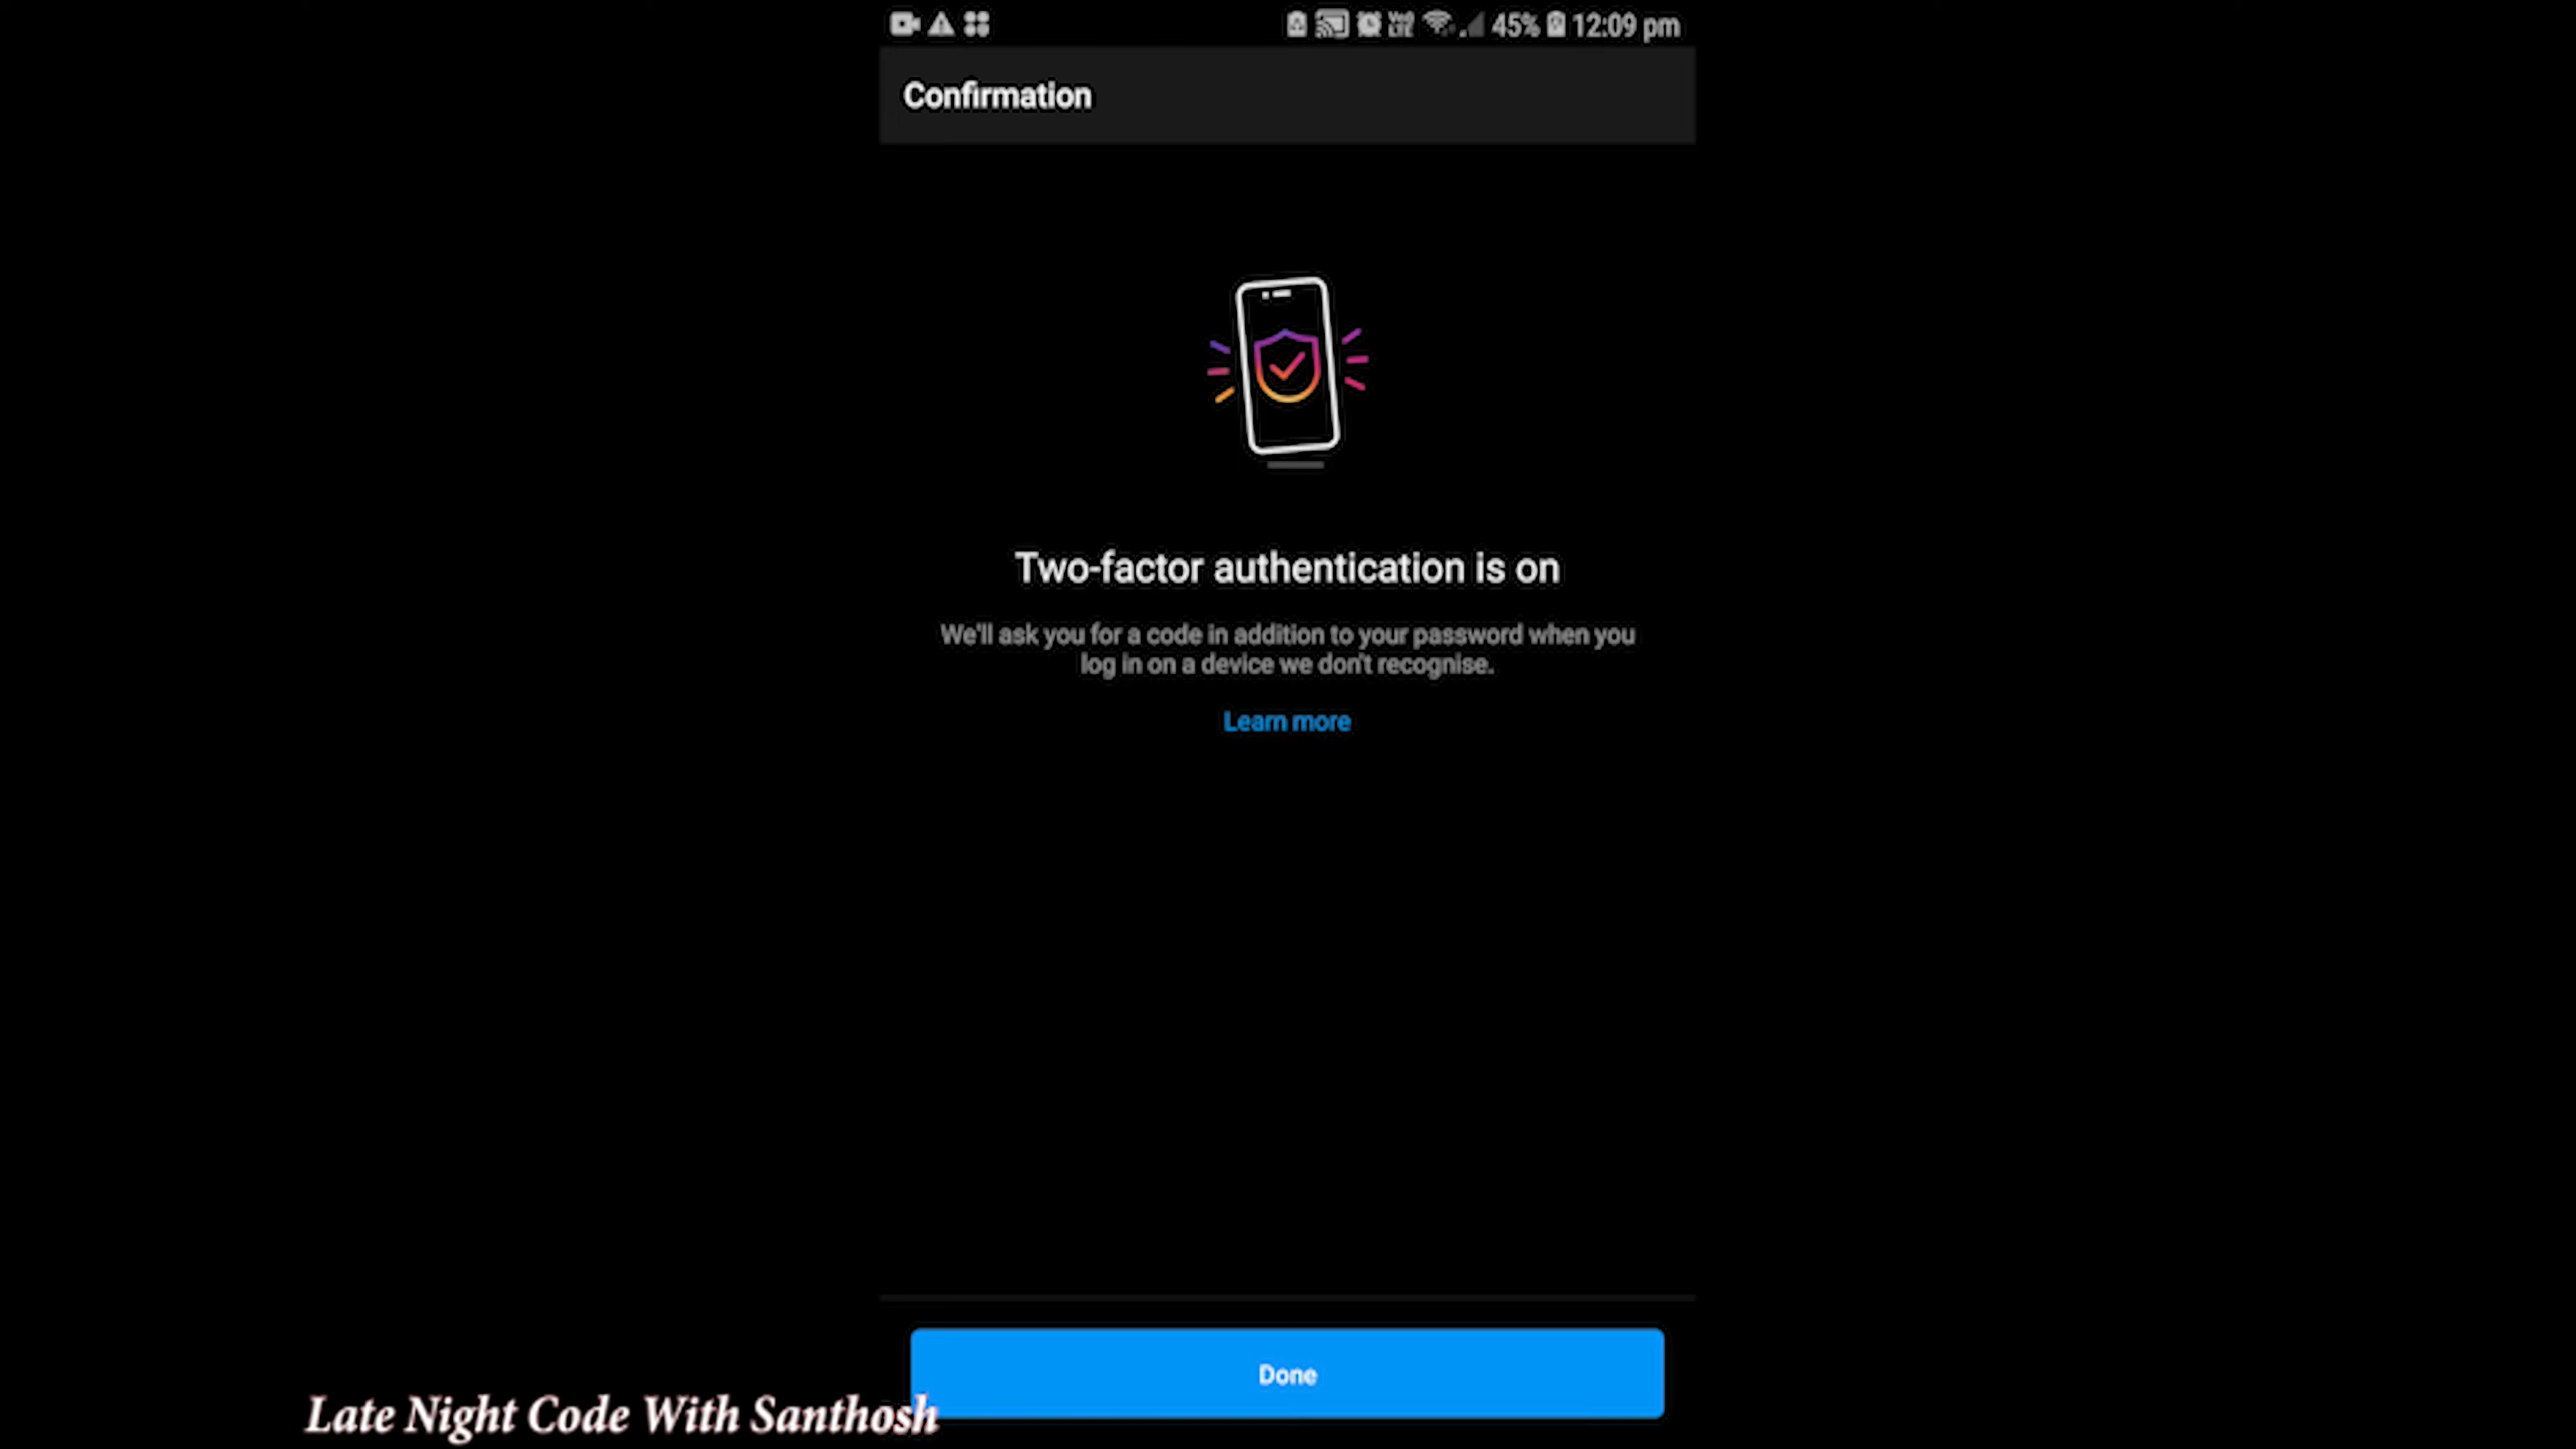 45% 12:09 pm
Confirmation
Two-factor authentication is on
We'll ask you for a code in addition to your password when you
log in on a device we don't recognise.
Learn more
Done
Late Night Code With Santhosh